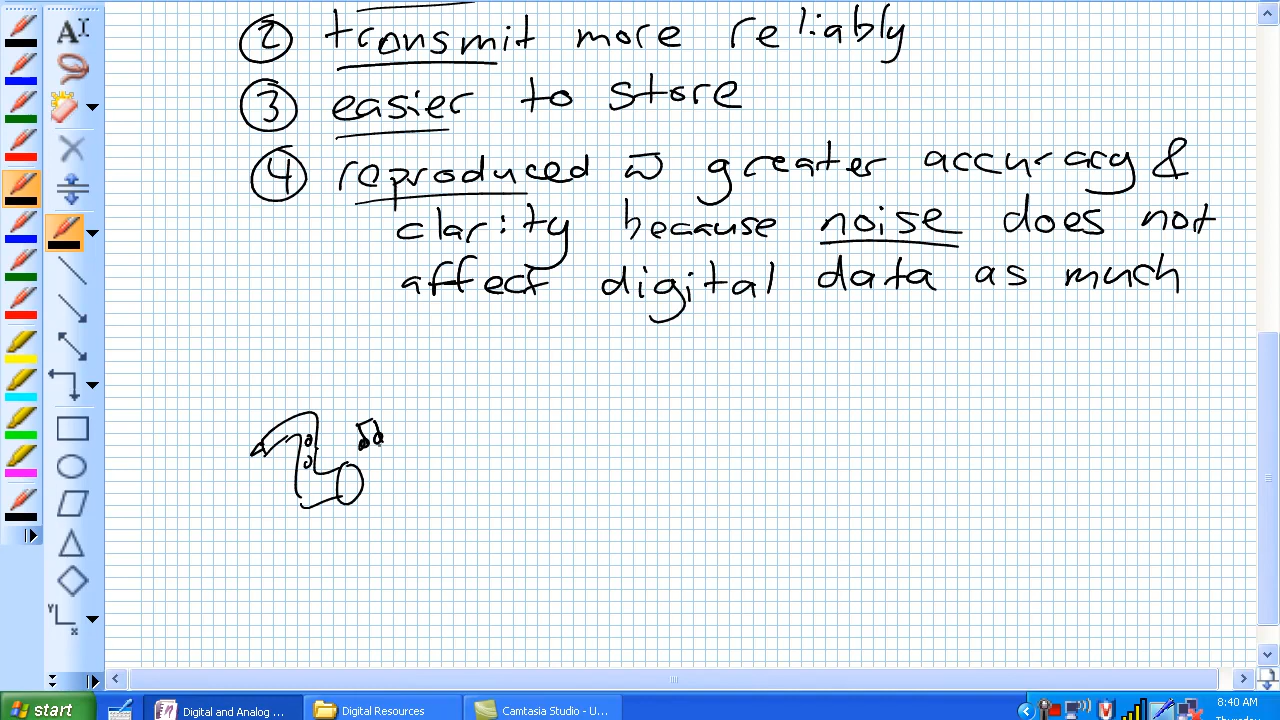 ② transmit more reliably
③ easier to store
④ reproduced w greater accuracy &
clarity because noise does not
affect digital data as much
start
Digital and Analog ...
Digital Resources
Camtasia Studio - U...
8:40 AM
Thursday